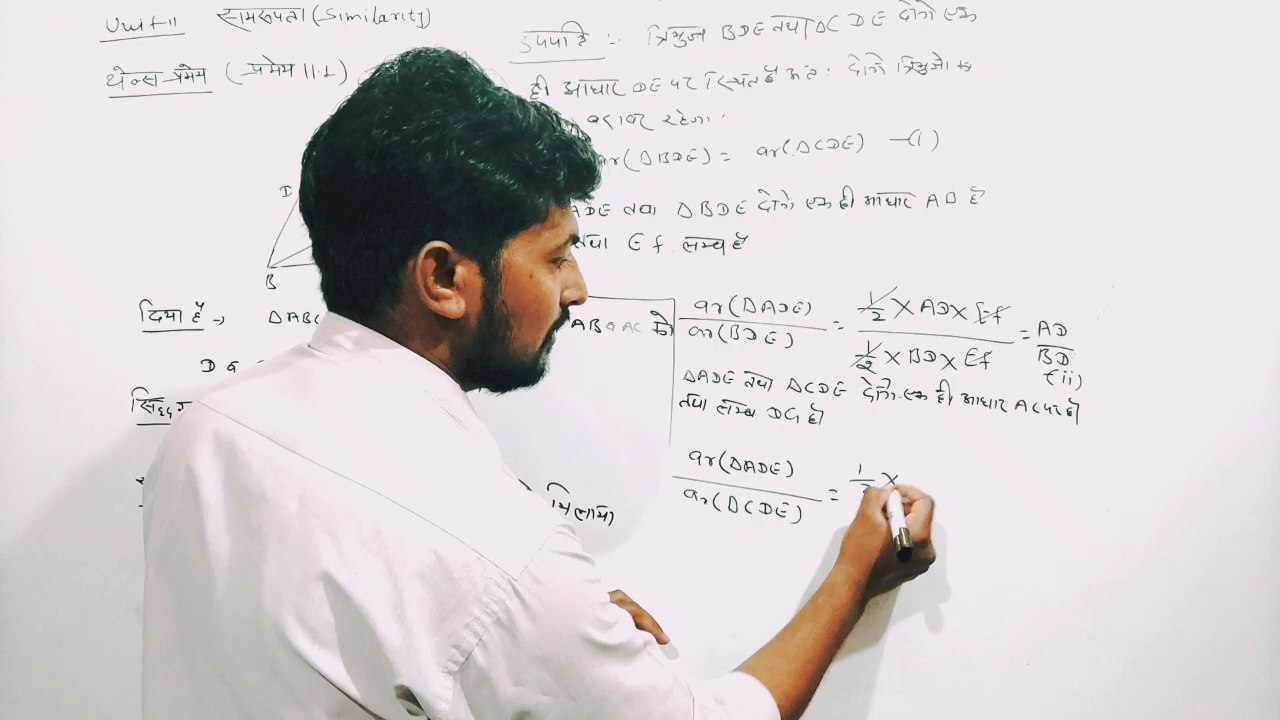 Unit-11 समरूपता (Similarity)
थेल्स-प्रमेय (प्रमेय 11.1)
D
B
दिया है → ΔABC
AB व AC को
D व
सिद्ध
मिलाया
उपपत्ति :- त्रिभुज BDE तथा ΔCDE दोनों एक
ही आधार DE पर स्थित है अतः दोनों त्रिभुजो
बराबर रहेगा।
ar(ΔBDE) = ar(ΔCDE) —(1)
ADE तथा ΔBDE दोनो एक ही आधार AB है
तथा Ef लम्ब है
ar(ΔADE) / ar(BDE) = 1/2 × AD × Ef / 1/2 × BD × Ef = AD / BD
(ii)
ΔADE तथा ΔCDE दोनो एक ही आधार AC पर है
तथा लम्ब DG है
ar(ΔADE) / ar(ΔCDE) = 1/2 ×